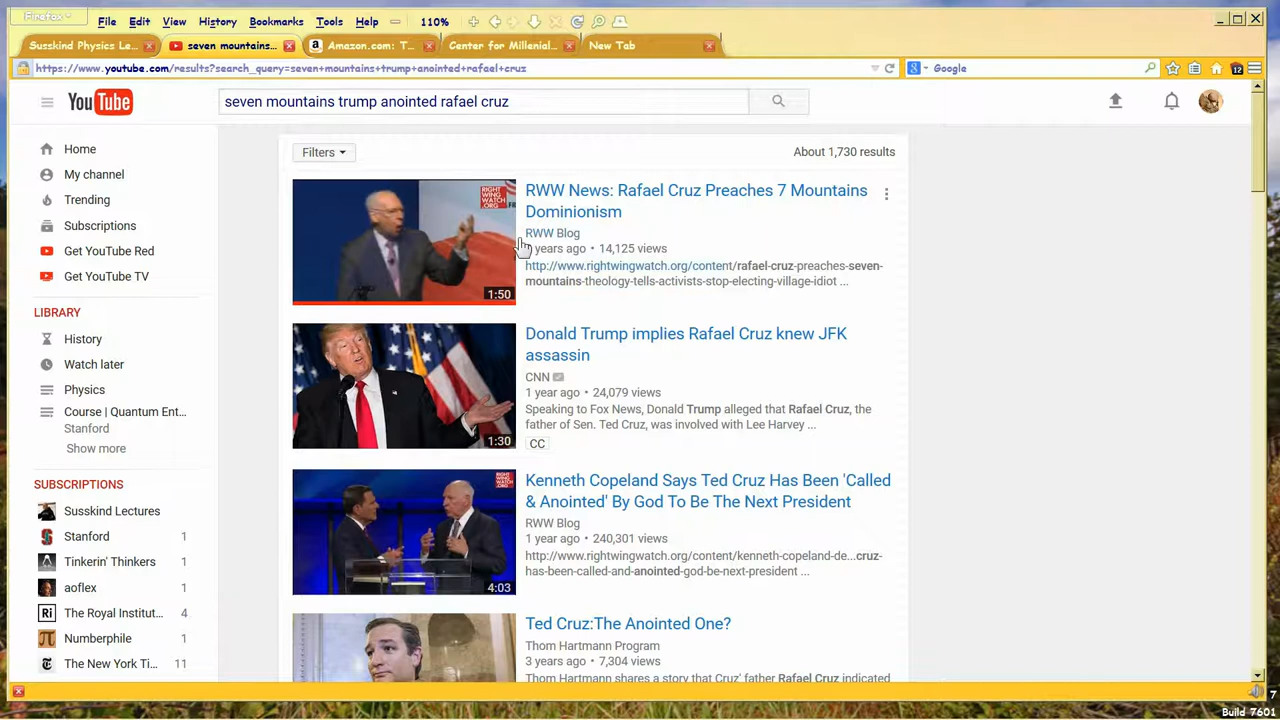 Firefox
File Edit View History Bookmarks Tools Help 110%
Susskind Physics Le... seven mountains... Amazon.com: T... Center for Millenial... New Tab
https://www.youtube.com/results?search_query=seven+mountains+trump+anointed+rafael+cruz Google 12
YouTube seven mountains trump anointed rafael cruz
Filters About 1,730 results
Home
My channel
Trending
Subscriptions
Get YouTube Red
Get YouTube TV
LIBRARY
History
Watch later
Physics
Course | Quantum Ent...
Stanford
Show more
SUBSCRIPTIONS
Susskind Lectures
Stanford 1
Tinkerin' Thinkers 1
aoflex 1
The Royal Institut... 4
Numberphile 1
The New York Ti... 11
RIGHT
WING
WATCH
.ORG
1:50
RWW News: Rafael Cruz Preaches 7 Mountains
Dominionism
RWW Blog
years ago • 14,125 views
http://www.rightwingwatch.org/content/rafael-cruz-preaches-seven-
mountains-theology-tells-activists-stop-electing-village-idiot ...
1:30
Donald Trump implies Rafael Cruz knew JFK
assassin
CNN
1 year ago • 24,079 views
Speaking to Fox News, Donald Trump alleged that Rafael Cruz, the
father of Sen. Ted Cruz, was involved with Lee Harvey ...
CC
4:03
Kenneth Copeland Says Ted Cruz Has Been 'Called
& Anointed' By God To Be The Next President
RWW Blog
1 year ago • 240,301 views
http://www.rightwingwatch.org/content/kenneth-copeland-de...cruz-
has-been-called-and-anointed-god-be-next-president ...
Ted Cruz:The Anointed One?
Thom Hartmann Program
3 years ago • 7,304 views
Thom Hartmann shares a story that Cruz' father Rafael Cruz indicated
7
Build 7601